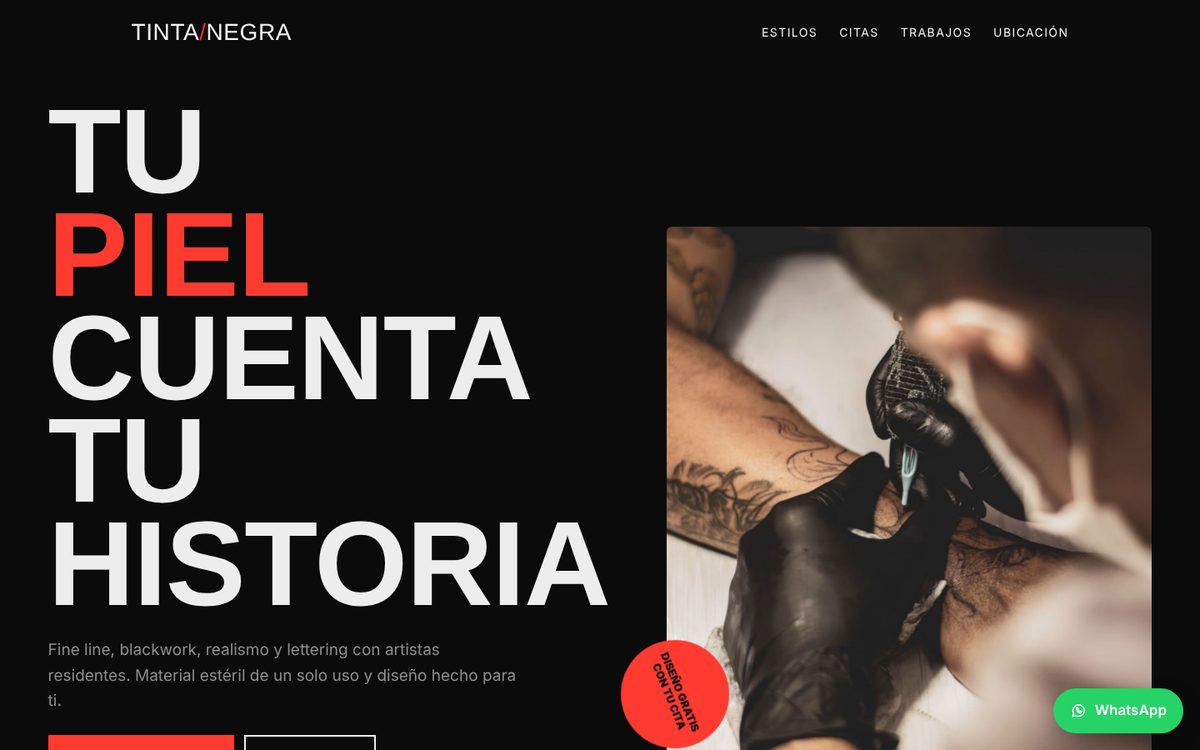 TINTA/NEGRA
ESTILOS CITAS TRABAJOS UBICACIÓN
TU
PIEL
CUENTA
TU
HISTORIA
Fine line, blackwork, realismo y lettering con artistas
residentes. Material estéril de un solo uso y diseño hecho para
ti.
DISEÑO GRATIS
CON TU CITA
WhatsApp